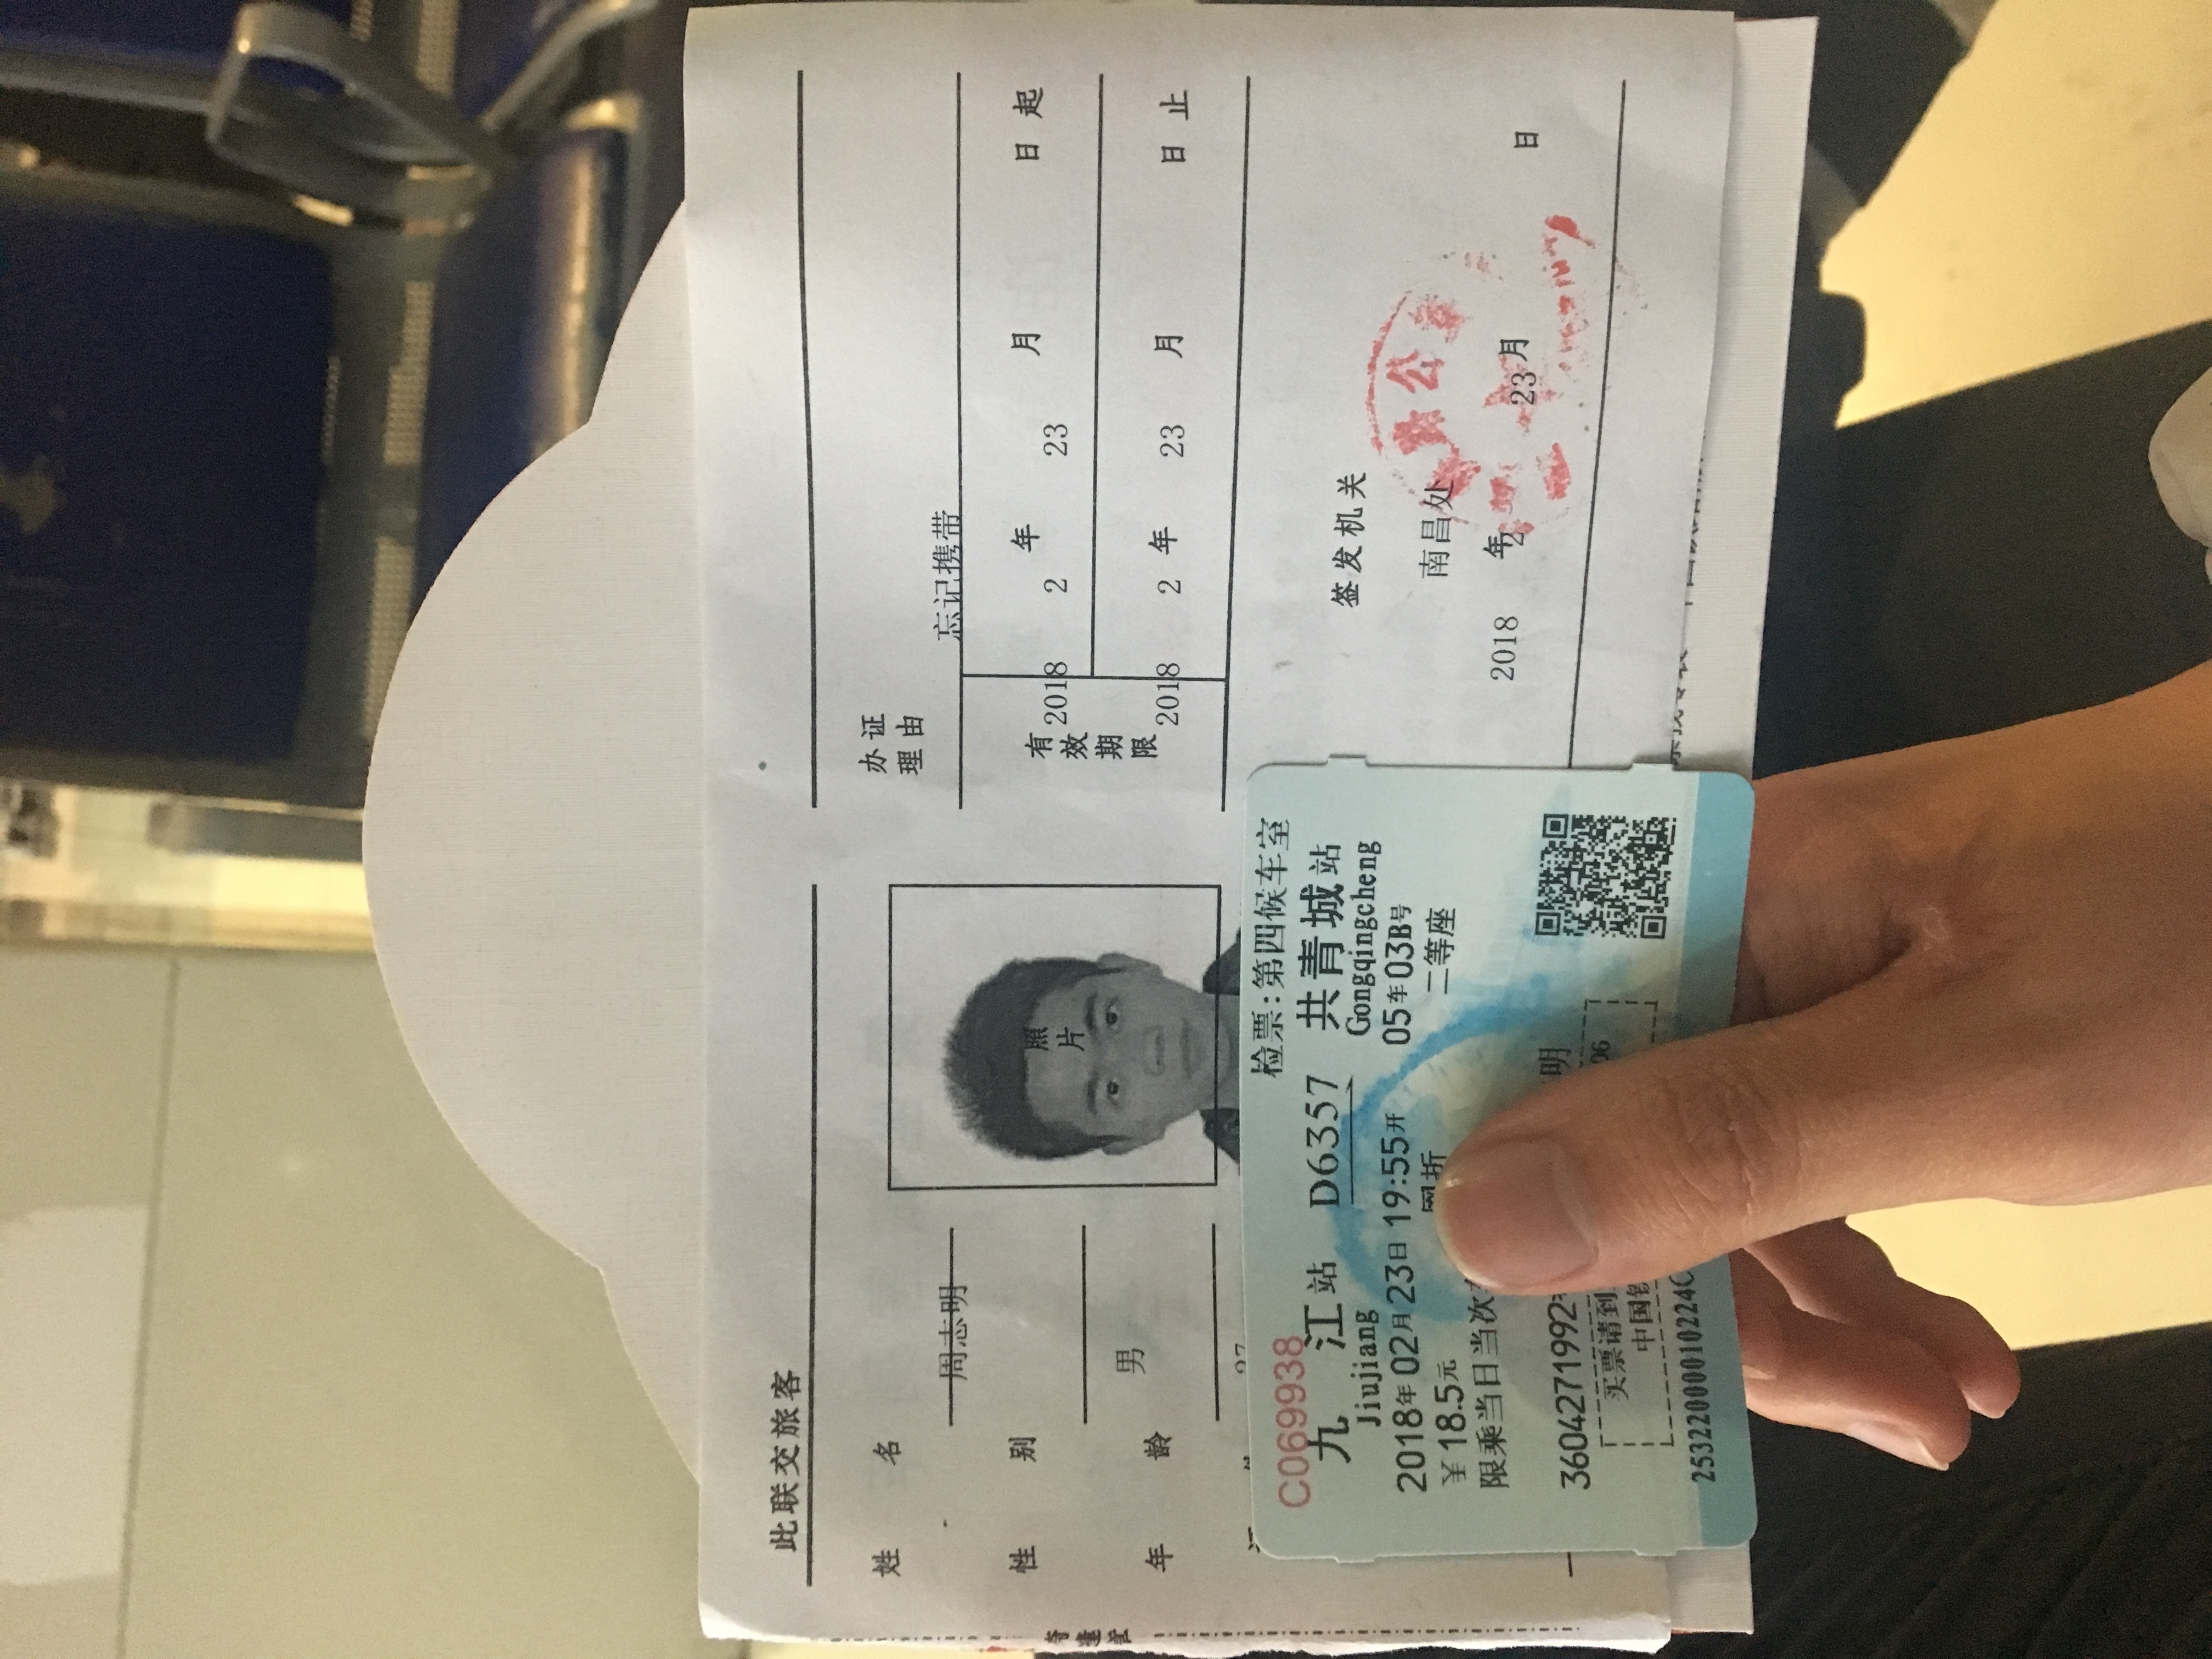 此联交旅客
姓 名
周志明
性 别
男
年 龄
27
照
片
办证
理由
忘记携带
有效期限
2018 年 2 月 23 日起
2018 年 2 月 23 日止
签发机关
南昌处
2018 年 2 月 23 日
路公
C069938
检票:第四候车室
九江站 D6357 共青城站
Jiujiang Gongqingcheng
2018年02月23日 19:55开 05车03B号
¥18.5元 网折 二等座
限乘当日当次
3604271992 明
买票请到 06
中国铁
25322000010224C